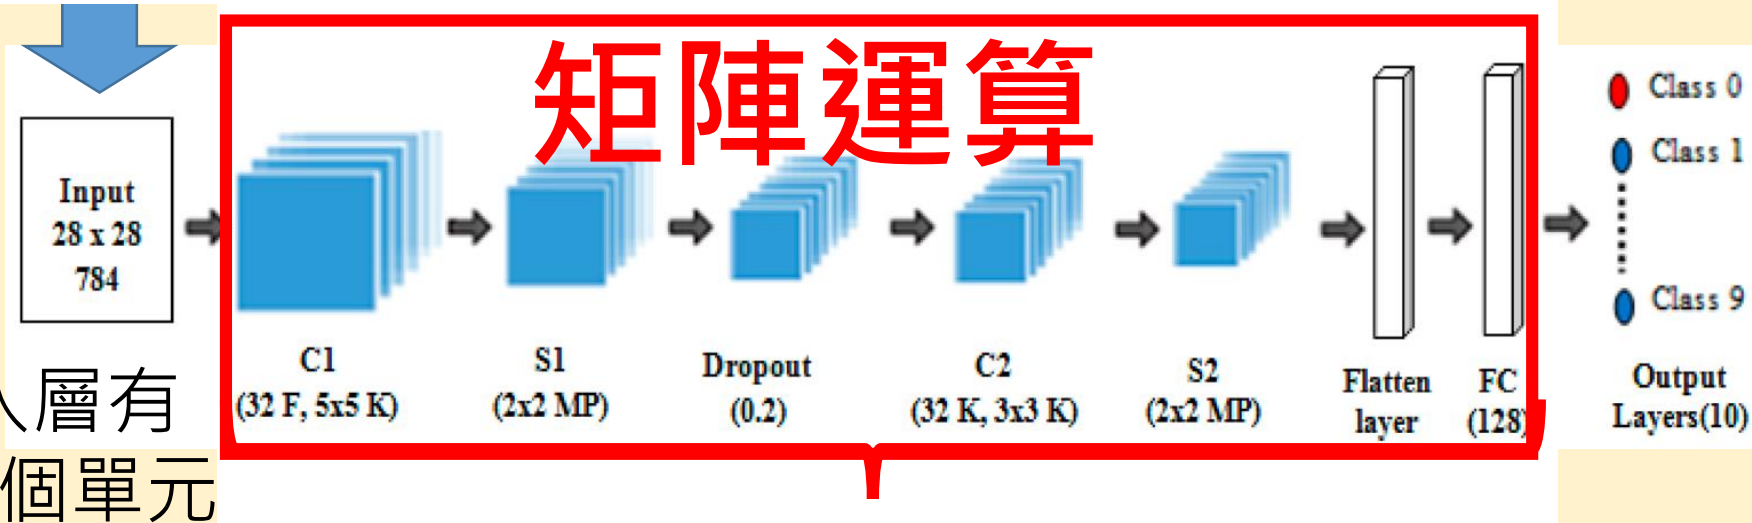 矩陣運算
Input
28 x 28
784
C1
(32 F, 5x5 K)
S1
(2x2 MP)
Dropout
(0.2)
C2
(32 K, 3x3 K)
S2
(2x2 MP)
Flatten
layer
FC
(128)
Class 0
Class 1
Class 9
Output
Layers(10)
入層有
個單元